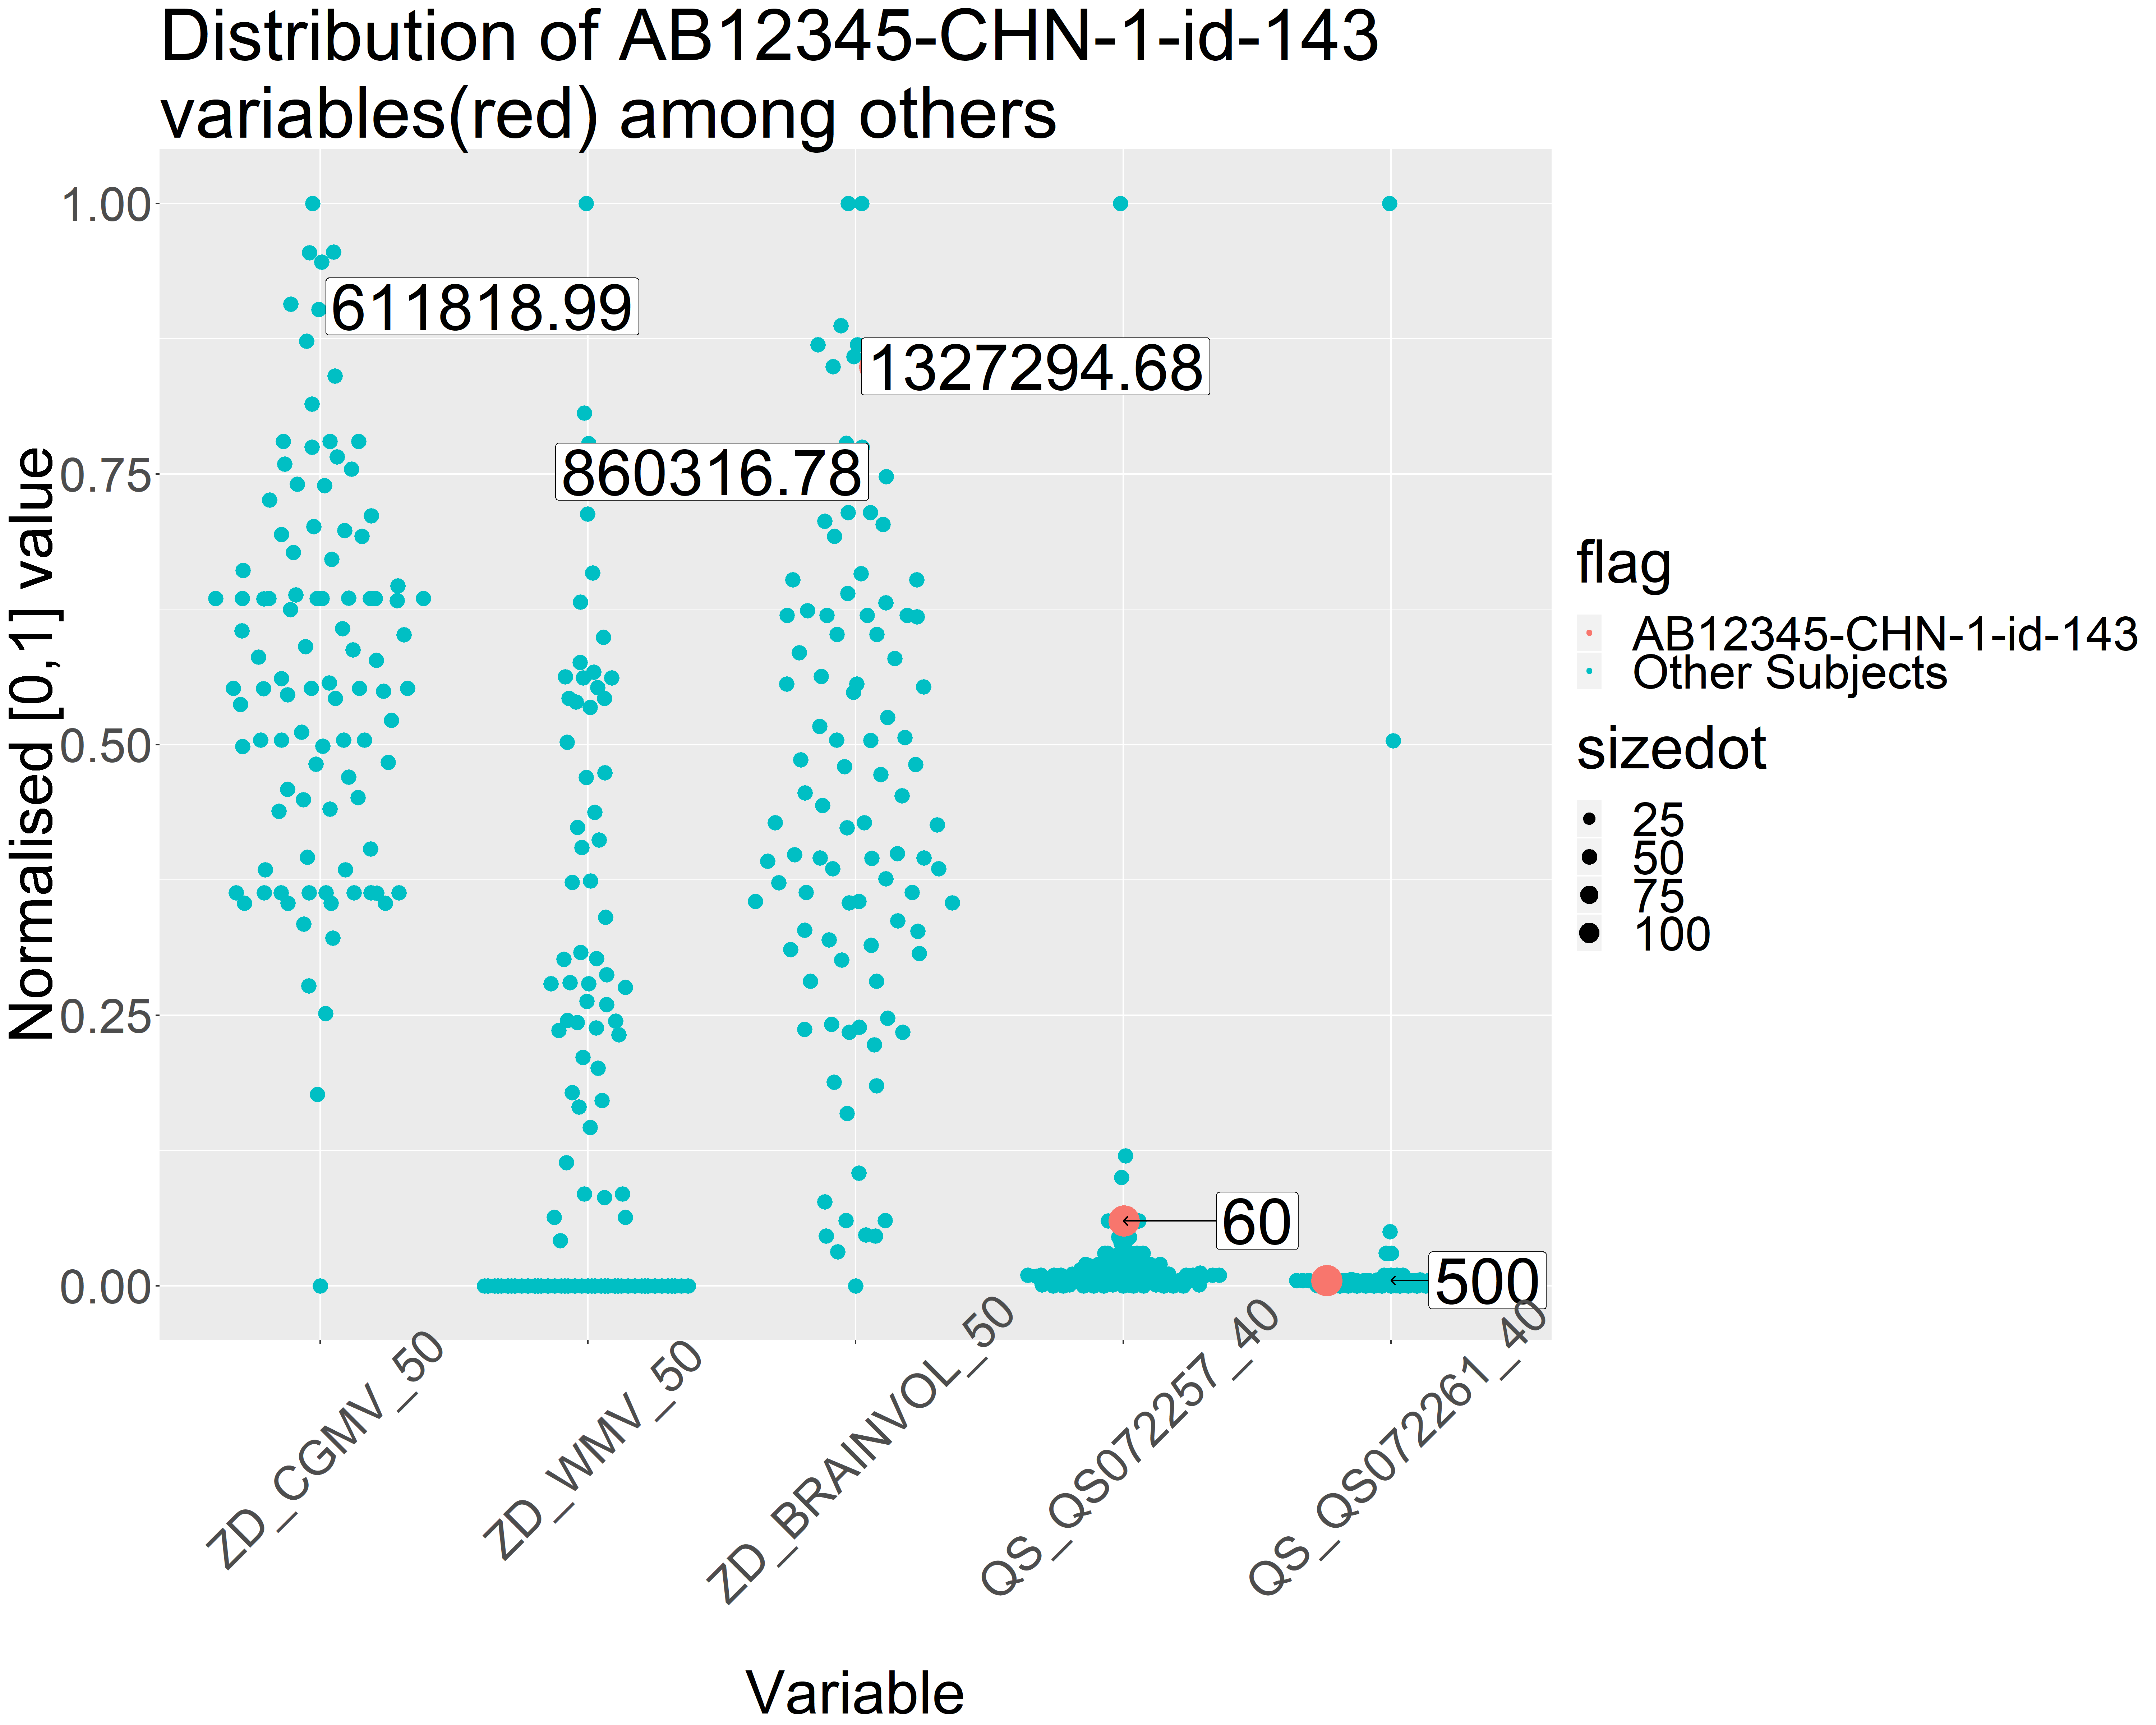 Distribution of AB12345-CHN-1-id-143
variables(red) among others
Normalised [0,1] value
1.00
0.75
0.50
0.25
0.00
611818.99
1327294.68
860316.78
60
500
ZD_CGMV_50
ZD_WMV_50
ZD_BRAINVOL_50
QS_QS072257_40
QS_QS072261_40
Variable
flag
AB12345-CHN-1-id-143
Other Subjects
sizedot
25
50
75
100